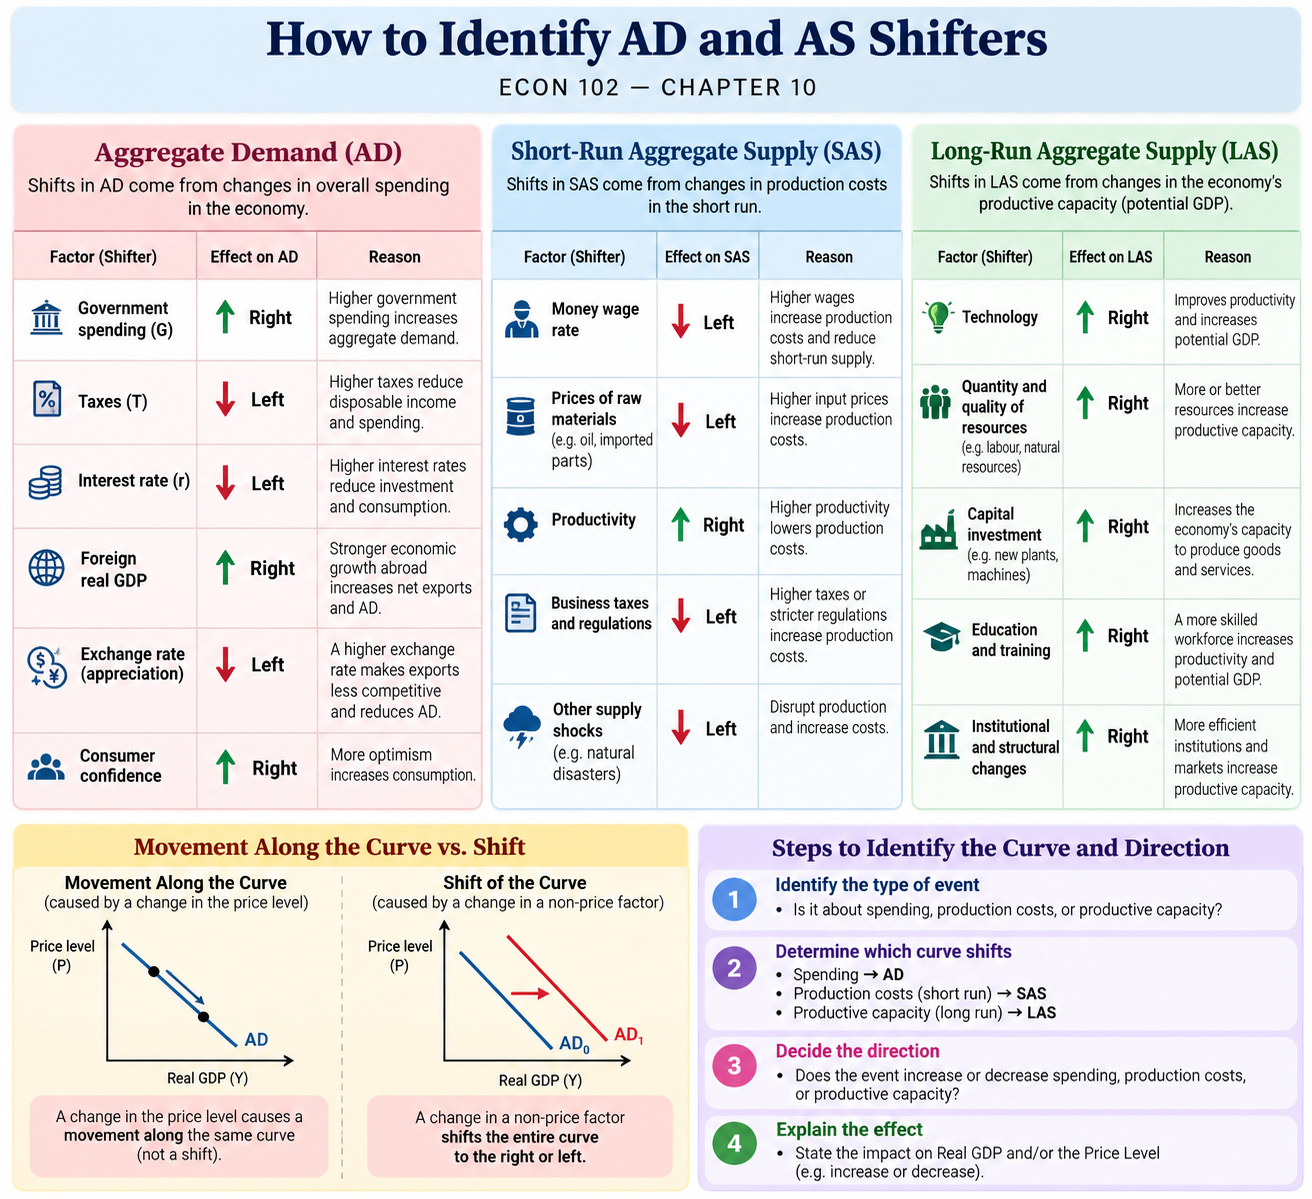 How to Identify AD and AS Shifters
ECON 102 — CHAPTER 10
Aggregate Demand (AD)
Shifts in AD come from changes in overall spending
in the economy.
Factor (Shifter)
Effect on AD
Reason
Government
spending (G)
Right
Higher government
spending increases
aggregate demand.
%
Taxes (T)
Left
Higher taxes reduce
disposable income
and spending.
Interest rate (r)
Left
Higher interest rates
reduce investment
and consumption.
Foreign
real GDP
Right
Stronger economic
growth abroad
increases net exports
and AD.
$
¥
Exchange rate
(appreciation)
Left
A higher exchange
rate makes exports
less competitive
and reduces AD.
Consumer
confidence
Right
More optimism
increases consumption.
Short-Run Aggregate Supply (SAS)
Shifts in SAS come from changes in production costs
in the short run.
Factor (Shifter)
Effect on SAS
Reason
Money wage
rate
Left
Higher wages
increase production
costs and reduce
short-run supply.
Prices of raw
materials
(e.g. oil, imported
parts)
Left
Higher input prices
increase production
costs.
Productivity
Right
Higher productivity
lowers production
costs.
Business taxes
and regulations
Left
Higher taxes or
stricter regulations
increase production
costs.
Other supply
shocks
(e.g. natural
disasters)
Left
Disrupt production
and increase costs.
Long-Run Aggregate Supply (LAS)
Shifts in LAS come from changes in the economy's
productive capacity (potential GDP).
Factor (Shifter)
Effect on LAS
Reason
Technology
Right
Improves productivity
and increases
potential GDP.
Quantity and
quality of
resources
(e.g. labour, natural
resources)
Right
More or better
resources increase
productive capacity.
Capital
investment
(e.g. new plants,
machines)
Right
Increases the
economy's capacity
to produce goods
and services.
Education
and training
Right
A more skilled
workforce increases
productivity and
potential GDP.
Institutional
and structural
changes
Right
More efficient
institutions and
markets increase
productive capacity.
Movement Along the Curve vs. Shift
Movement Along the Curve
(caused by a change in the price level)
Price level
(P)
AD
Real GDP (Y)
A change in the price level causes a
movement along the same curve
(not a shift).
Shift of the Curve
(caused by a change in a non-price factor)
Price level
(P)
AD₀
AD₁
Real GDP (Y)
A change in a non-price factor
shifts the entire curve
to the right or left.
Steps to Identify the Curve and Direction
1
Identify the type of event
• Is it about spending, production costs, or productive capacity?
2
Determine which curve shifts
• Spending → AD
• Production costs (short run) → SAS
• Productive capacity (long run) → LAS
3
Decide the direction
• Does the event increase or decrease spending, production costs,
or productive capacity?
4
Explain the effect
• State the impact on Real GDP and/or the Price Level
(e.g. increase or decrease).